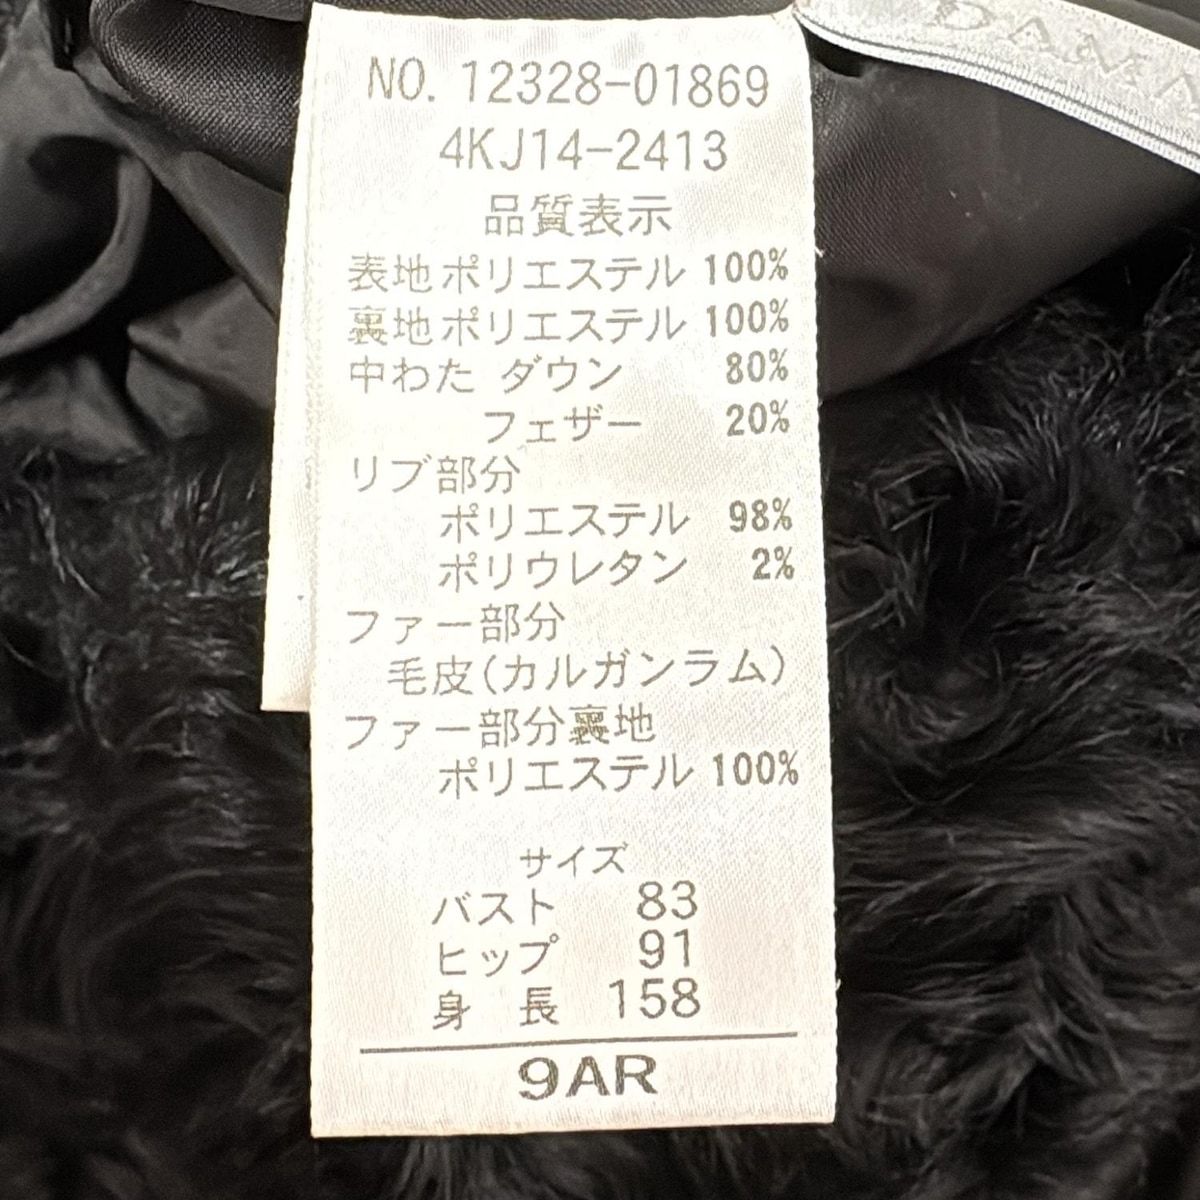 NO. 12328-01869
4KJ14-2413
品質表示
表地 ポリエステル 100%
裏地 ポリエステル 100%
中わた ダウン 80%
フェザー 20%
リブ部分
ポリエステル 98%
ポリウレタン 2%
ファー部分
毛皮(カルガンラム)
ファー部分裏地
ポリエステル 100%
サイズ
バスト 83
ヒップ 91
身 長 158
9AR